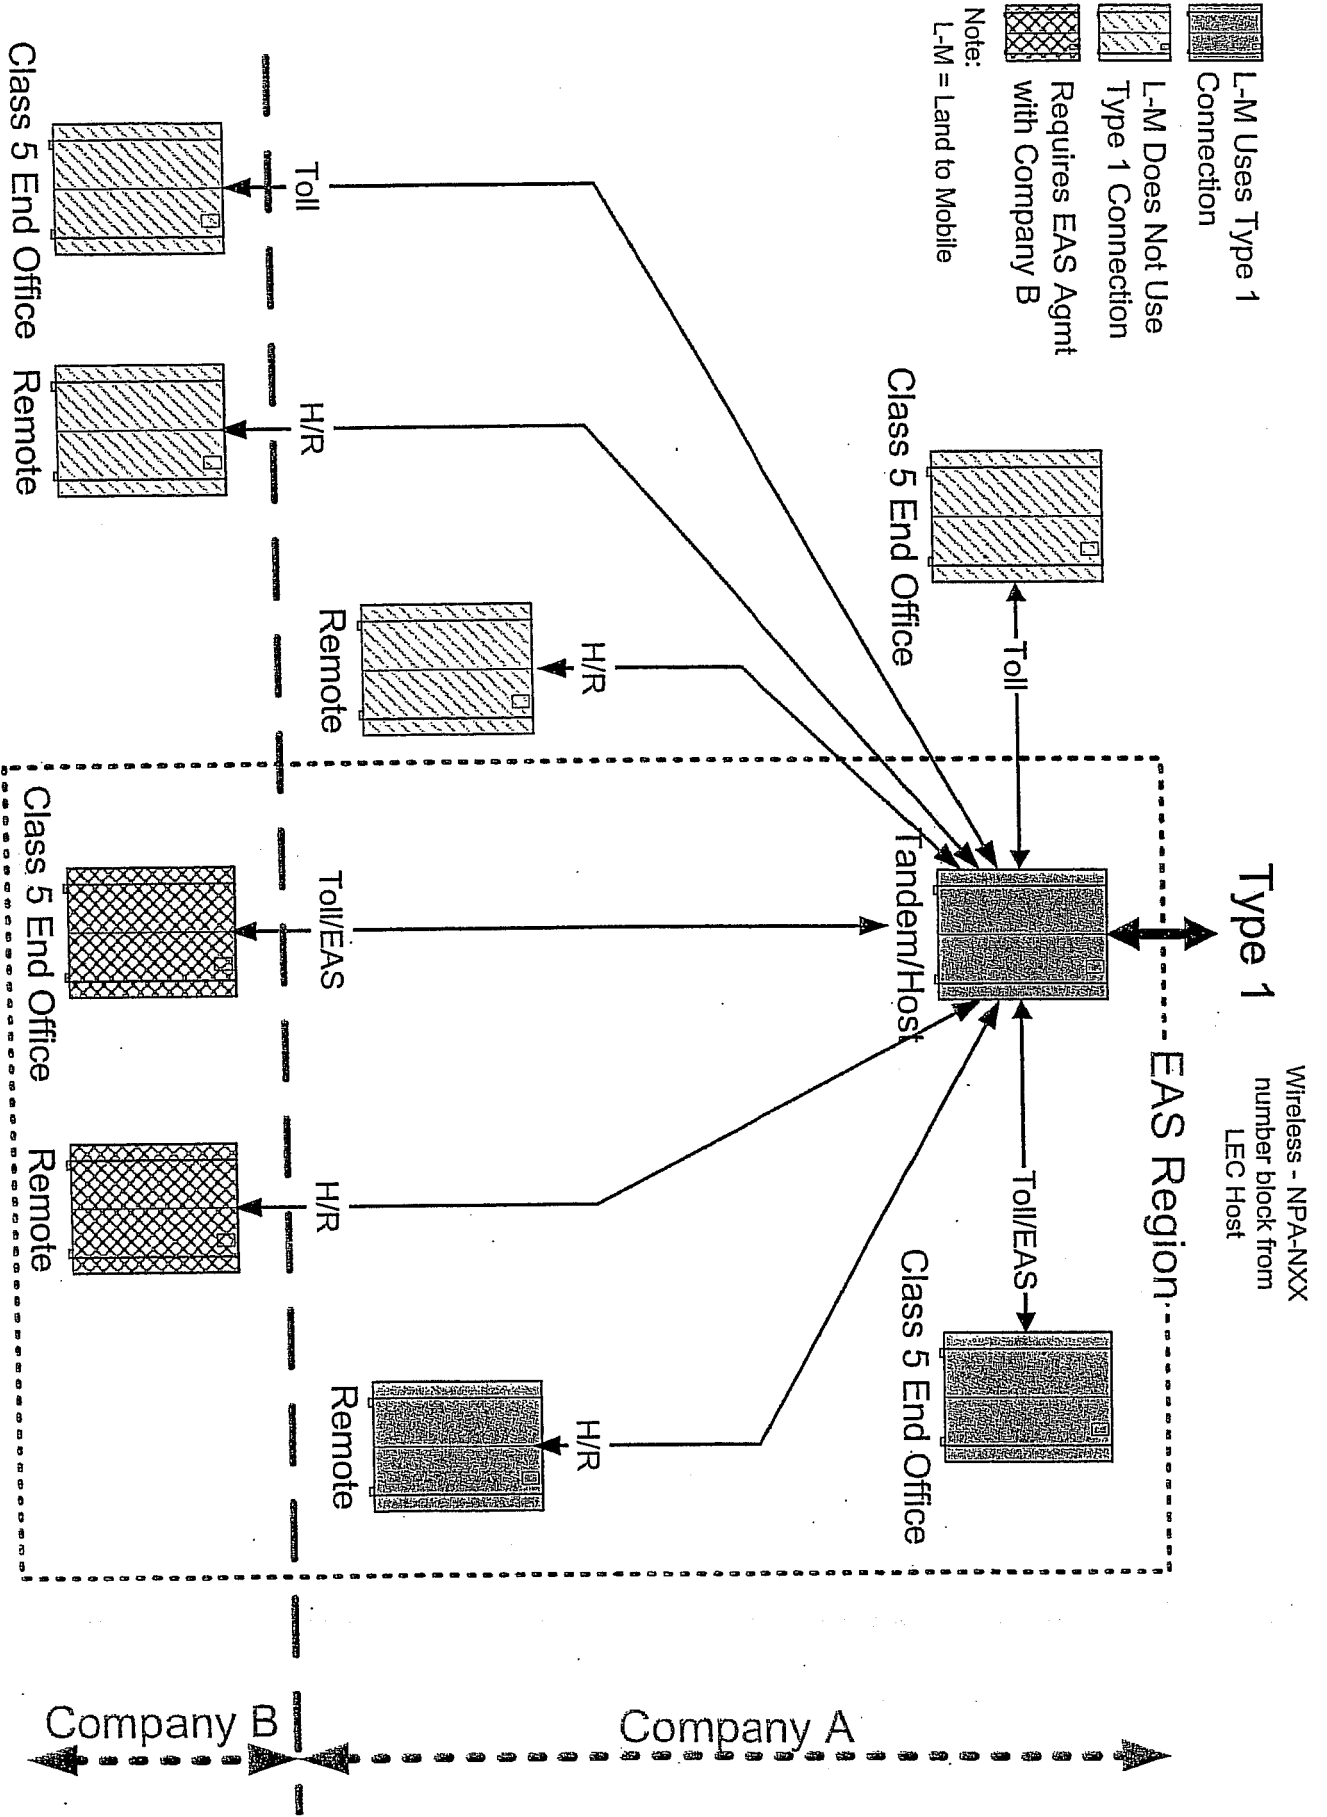 Type 1
Wireless - NPA-NXX
number block from
LEC Host
L-M Uses Type 1
Connection
L-M Does Not Use
Type 1 Connection
Requires EAS Agmt
with Company B
Note:
L-M = Land to Mobile
EAS Region
Class 5 End Office
Toll
Tandem/Host
Toll/EAS
Class 5 End Office
Remote
H/R
H/R
Remote
Company A
Toll
H/R
Toll/EAS
H/R
Class 5 End Office
Remote
Class 5 End Office
Remote
Company B